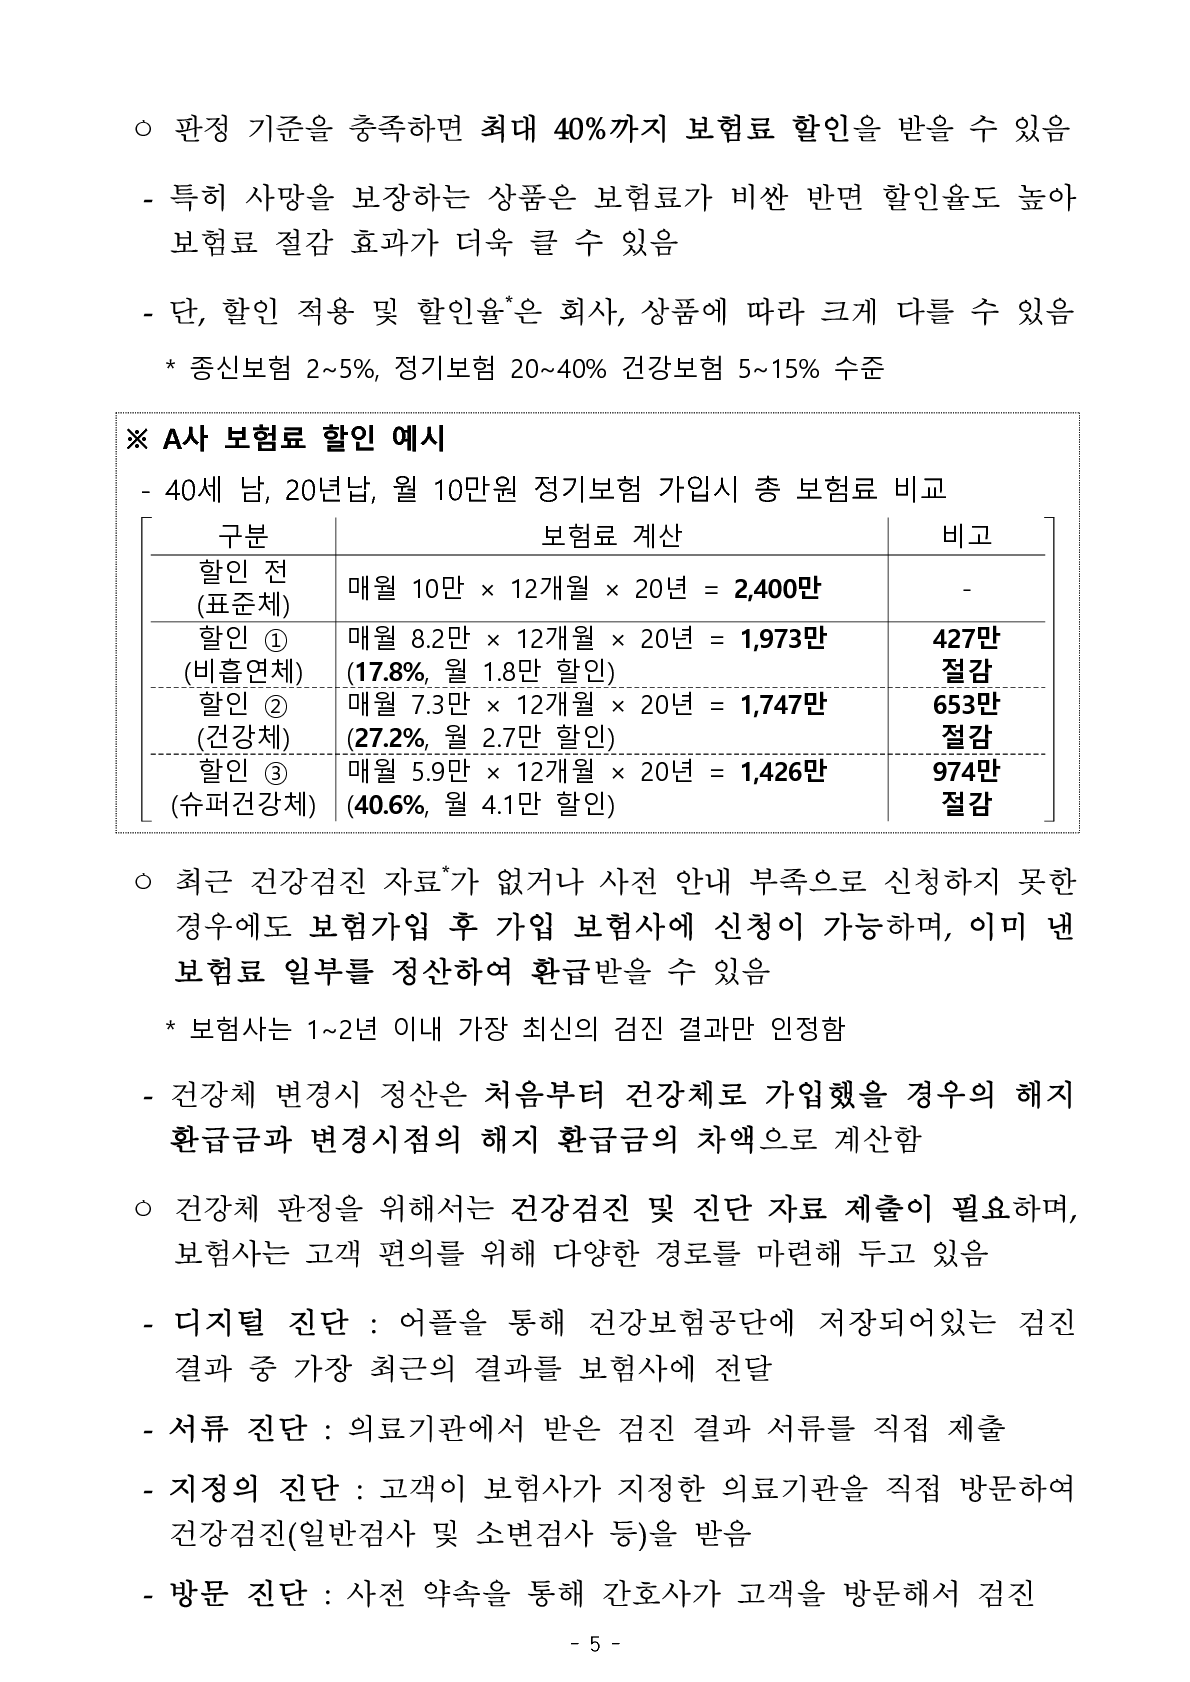 ○ 판정 기준을 충족하면 최대 40%까지 보험료 할인을 받을 수 있음
- 특히 사망을 보장하는 상품은 보험료가 비싼 반면 할인율도 높아
보험료 절감 효과가 더욱 클 수 있음
- 단, 할인 적용 및 할인율*은 회사, 상품에 따라 크게 다를 수 있음
* 종신보험 2~5%, 정기보험 20~40% 건강보험 5~15% 수준
※ A사 보험료 할인 예시
- 40세 남, 20년납, 월 10만원 정기보험 가입시 총 보험료 비교
구분 보험료 계산 비고
할인 전
(표준체)
매월 10만 × 12개월 × 20년 = 2,400만 -
할인 ①
(비흡연체)
매월 8.2만 × 12개월 × 20년 = 1,973만
(17.8%, 월 1.8만 할인)
427만
절감
할인 ②
(건강체)
매월 7.3만 × 12개월 × 20년 = 1,747만
(27.2%, 월 2.7만 할인)
653만
절감
할인 ③
(슈퍼건강체)
매월 5.9만 × 12개월 × 20년 = 1,426만
(40.6%, 월 4.1만 할인)
974만
절감
○ 최근 건강검진 자료*가 없거나 사전 안내 부족으로 신청하지 못한
경우에도 보험가입 후 가입 보험사에 신청이 가능하며, 이미 낸
보험료 일부를 정산하여 환급받을 수 있음
* 보험사는 1~2년 이내 가장 최신의 검진 결과만 인정함
- 건강체 변경시 정산은 처음부터 건강체로 가입했을 경우의 해지
환급금과 변경시점의 해지 환급금의 차액으로 계산함
○ 건강체 판정을 위해서는 건강검진 및 진단 자료 제출이 필요하며,
보험사는 고객 편의를 위해 다양한 경로를 마련해 두고 있음
- 디지털 진단 : 어플을 통해 건강보험공단에 저장되어있는 검진
결과 중 가장 최근의 결과를 보험사에 전달
- 서류 진단 : 의료기관에서 받은 검진 결과 서류를 직접 제출
- 지정의 진단 : 고객이 보험사가 지정한 의료기관을 직접 방문하여
건강검진(일반검사 및 소변검사 등)을 받음
- 방문 진단 : 사전 약속을 통해 간호사가 고객을 방문해서 검진
- 5 -